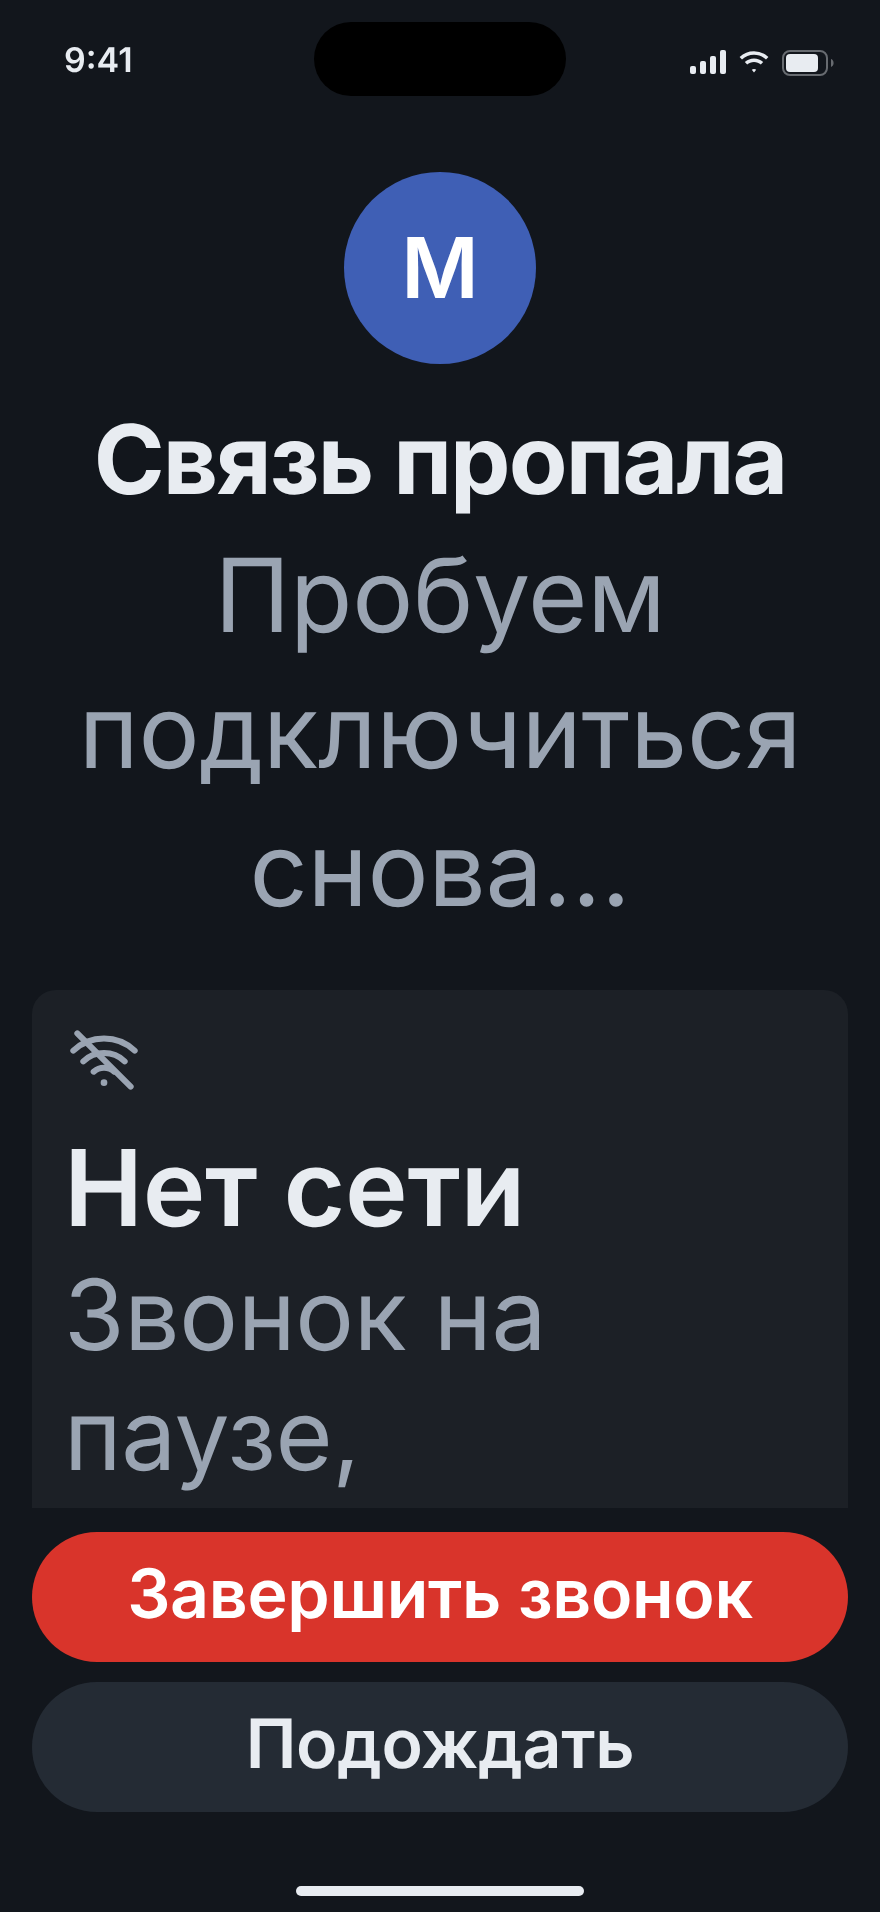 9:41
М
Связь пропала
Пробуем
подключиться
снова...
Нет сети
Звонок на
паузе,
Завершить звонок
Подождать